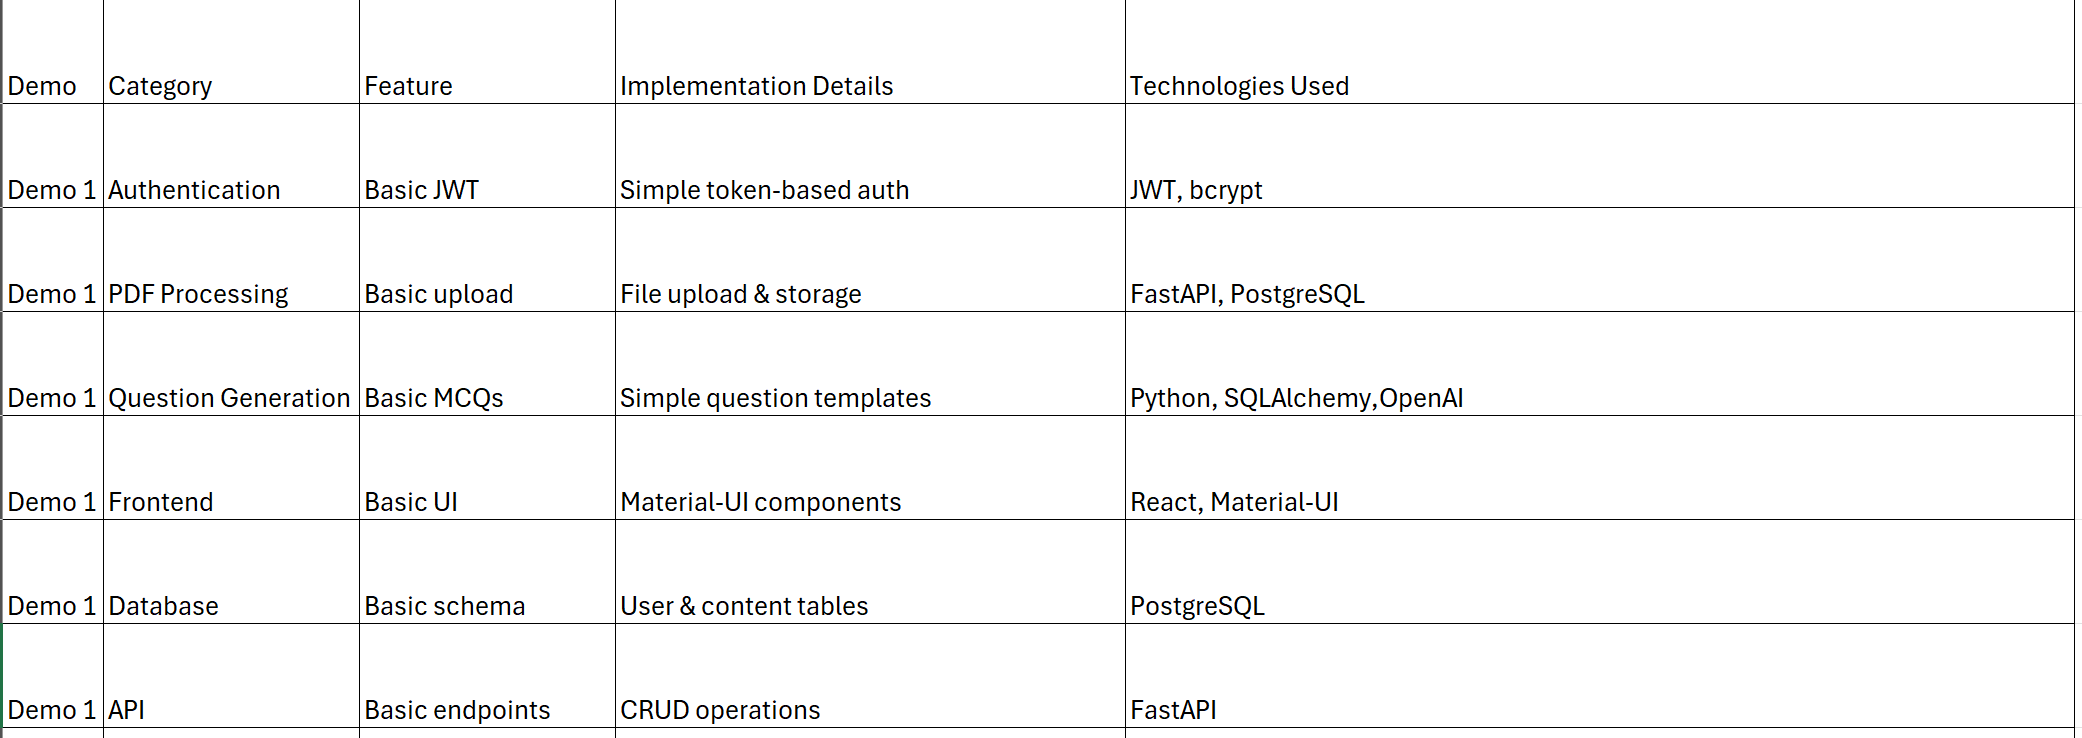 Demo Category Feature Implementation Details Technologies Used
Demo 1 Authentication Basic JWT Simple token-based auth JWT, bcrypt
Demo 1 PDF Processing Basic upload File upload & storage FastAPI, PostgreSQL
Demo 1 Question Generation Basic MCQs Simple question templates Python, SQLAlchemy,OpenAI
Demo 1 Frontend Basic UI Material-UI components React, Material-UI
Demo 1 Database Basic schema User & content tables PostgreSQL
Demo 1 API Basic endpoints CRUD operations FastAPI